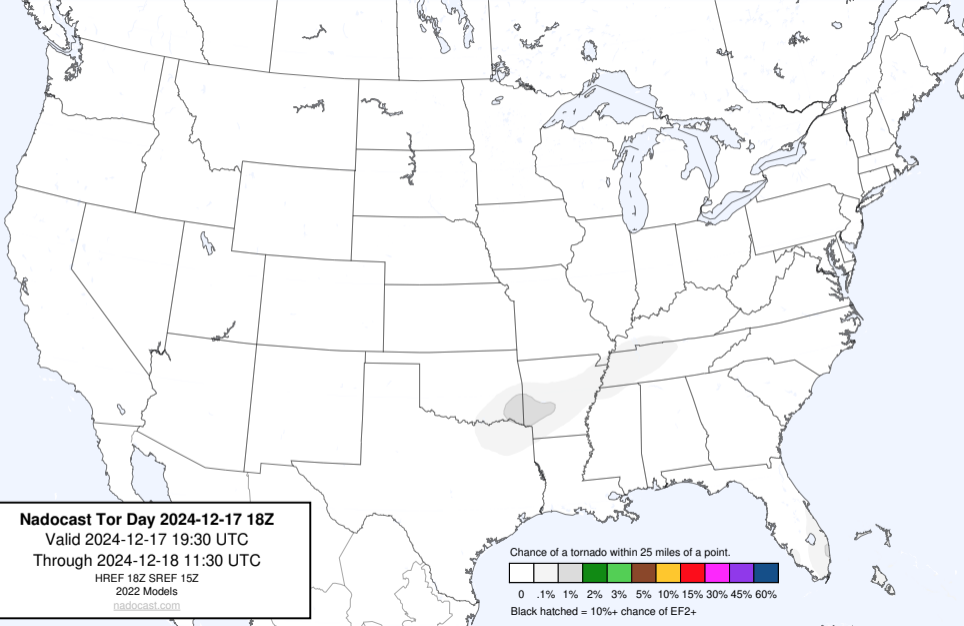 Nadocast Tor Day 2024-12-17 18Z
Valid 2024-12-17 19:30 UTC
Through 2024-12-18 11:30 UTC
HREF 18Z SREF 15Z
2022 Models
nadocast.com
Chance of a tornado within 25 miles of a point.
0 .1% 1% 2% 3% 5% 10% 15% 30% 45% 60%
Black hatched = 10%+ chance of EF2+